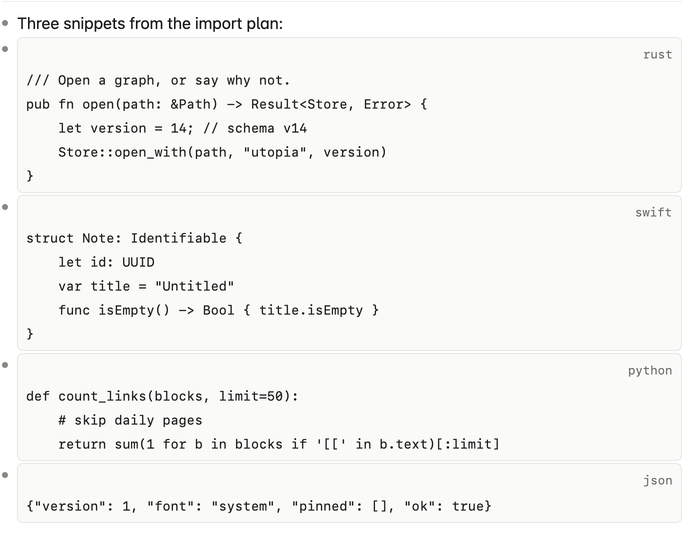 Three snippets from the import plan:
rust
/// Open a graph, or say why not.
pub fn open(path: &Path) -> Result<Store, Error> {
    let version = 14; // schema v14
    Store::open_with(path, "utopia", version)
}
swift
struct Note: Identifiable {
    let id: UUID
    var title = "Untitled"
    func isEmpty() -> Bool { title.isEmpty }
}
python
def count_links(blocks, limit=50):
    # skip daily pages
    return sum(1 for b in blocks if '[[' in b.text)[:limit]
json
{"version": 1, "font": "system", "pinned": [], "ok": true}